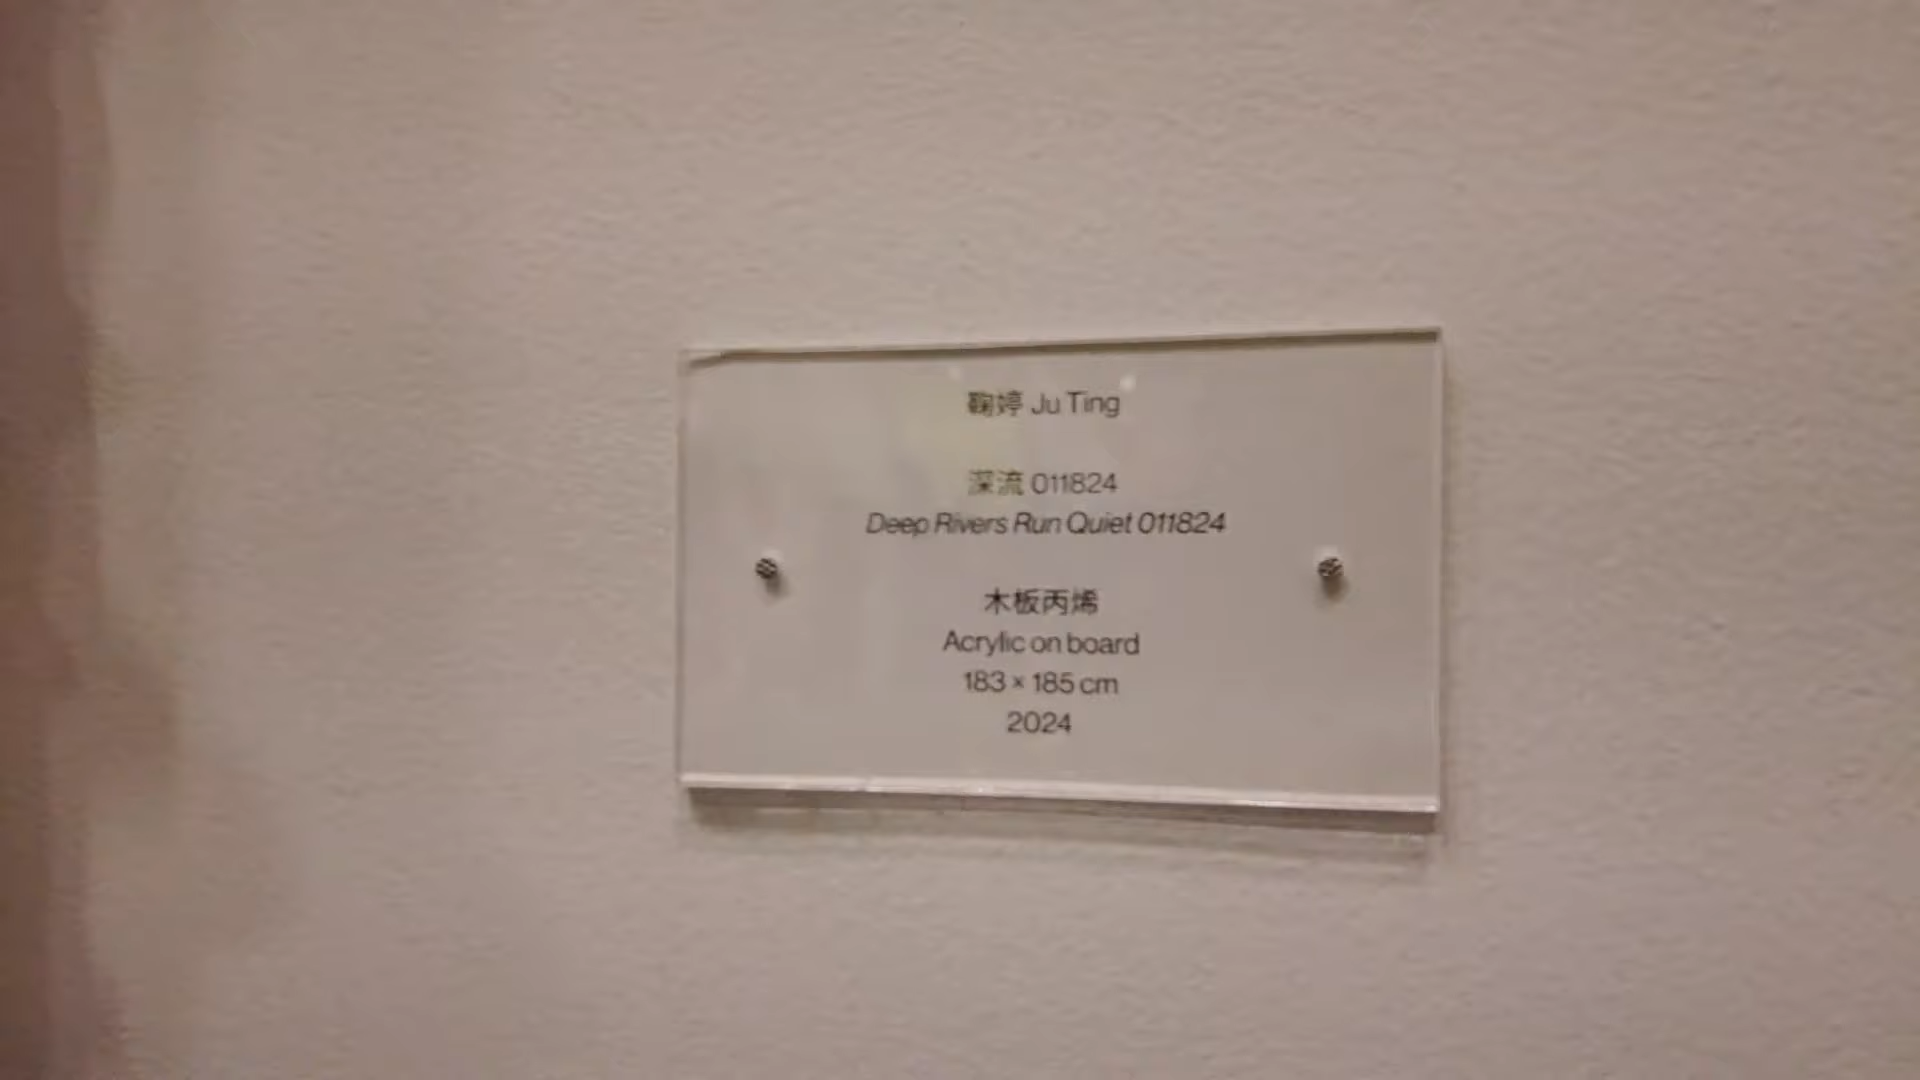 鞠婷 Ju Ting
深流 011824
Deep Rivers Run Quiet 011824
木板丙烯
Acrylic on board
183 × 185 cm
2024